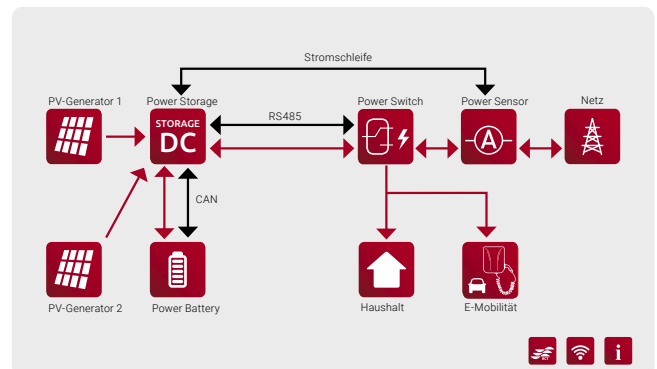 Stromschleife
PV-Generator 1
Power Storage
Power Switch
Power Sensor
Netz
STORAGE
DC
RS485
A
CAN
PV-Generator 2
Power Battery
Haushalt
E-Mobilität
i